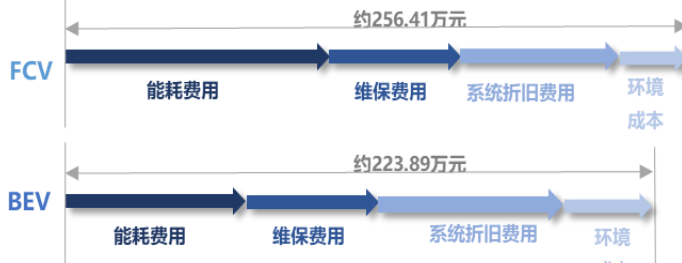 约256.41万元
FCV
能耗费用
维保费用
系统折旧费用
环境
成本
约223.89万元
BEV
能耗费用
维保费用
系统折旧费用
环境